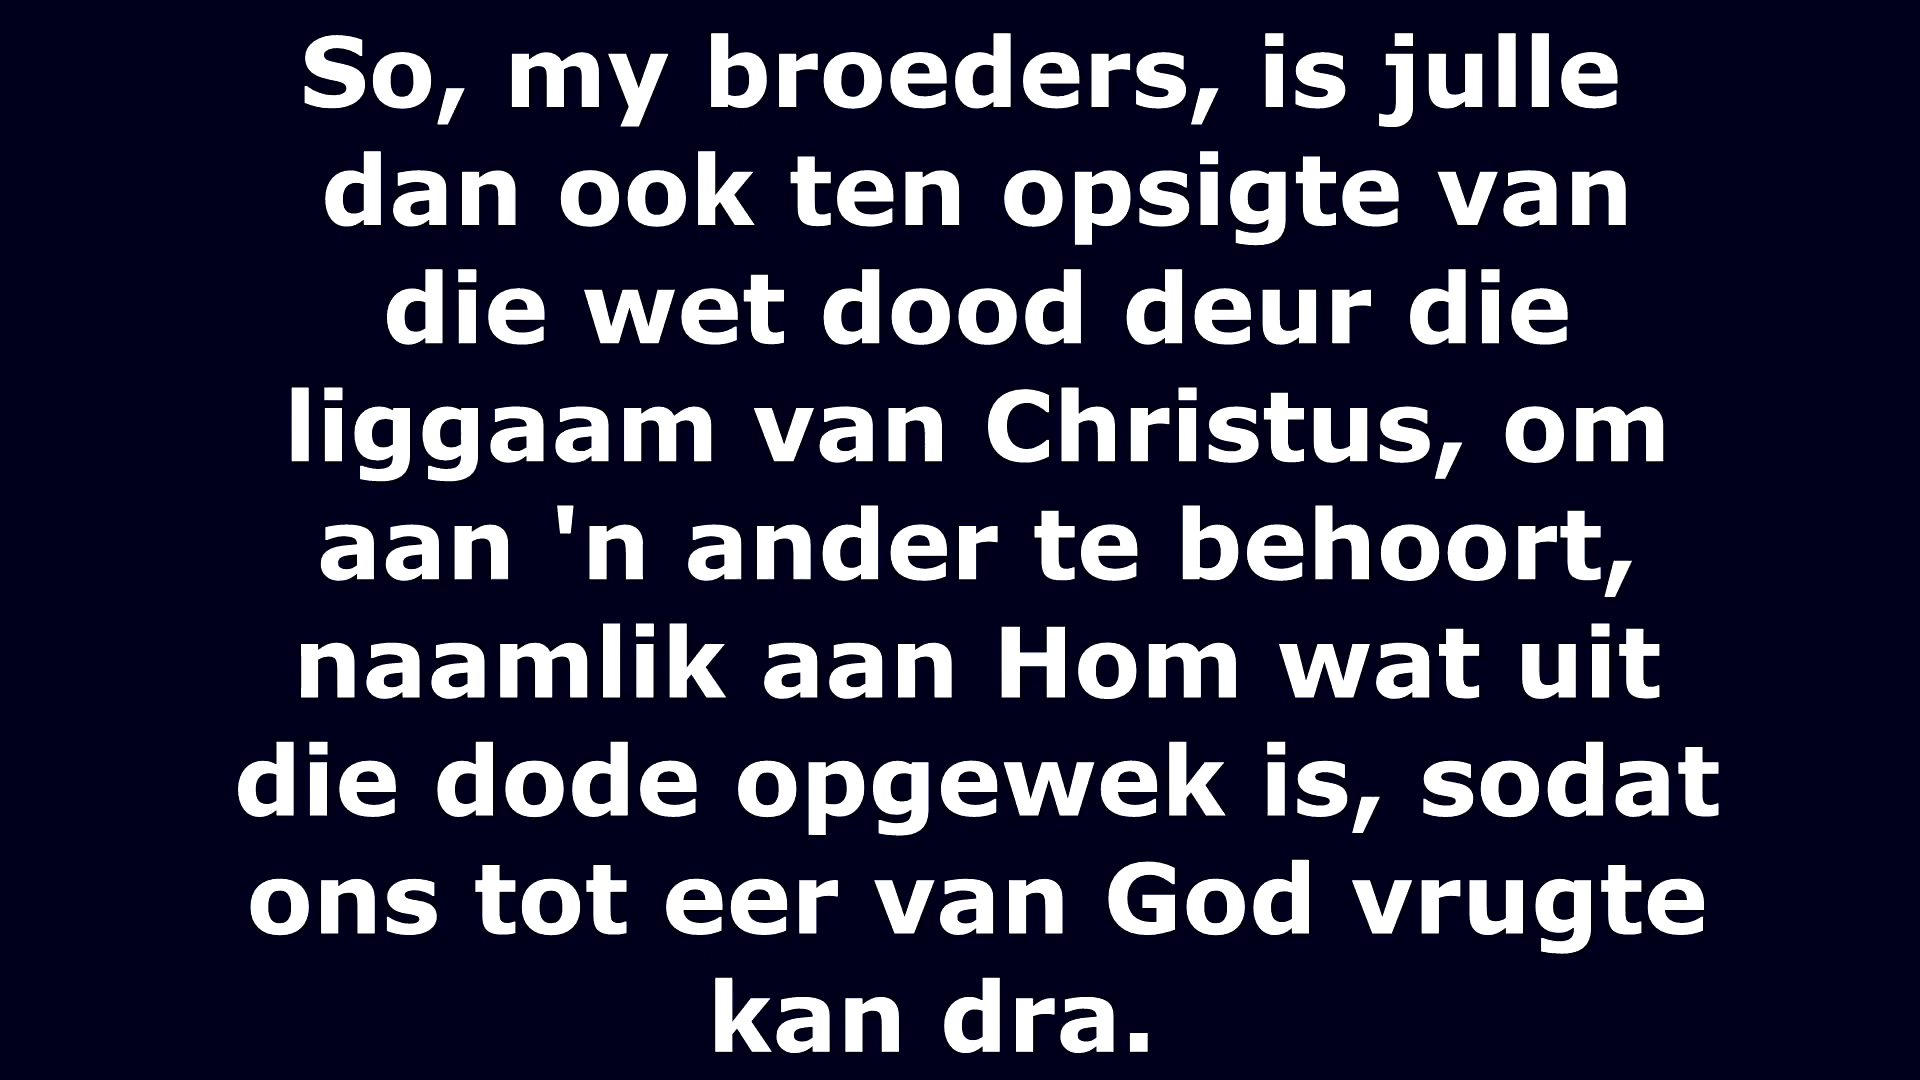 So, my broeders, is julle
dan ook ten opsigte van
die wet dood deur die
liggaam van Christus, om
aan 'n ander te behoort,
naamlik aan Hom wat uit
die dode opgewek is, sodat
ons tot eer van God vrugte
kan dra.